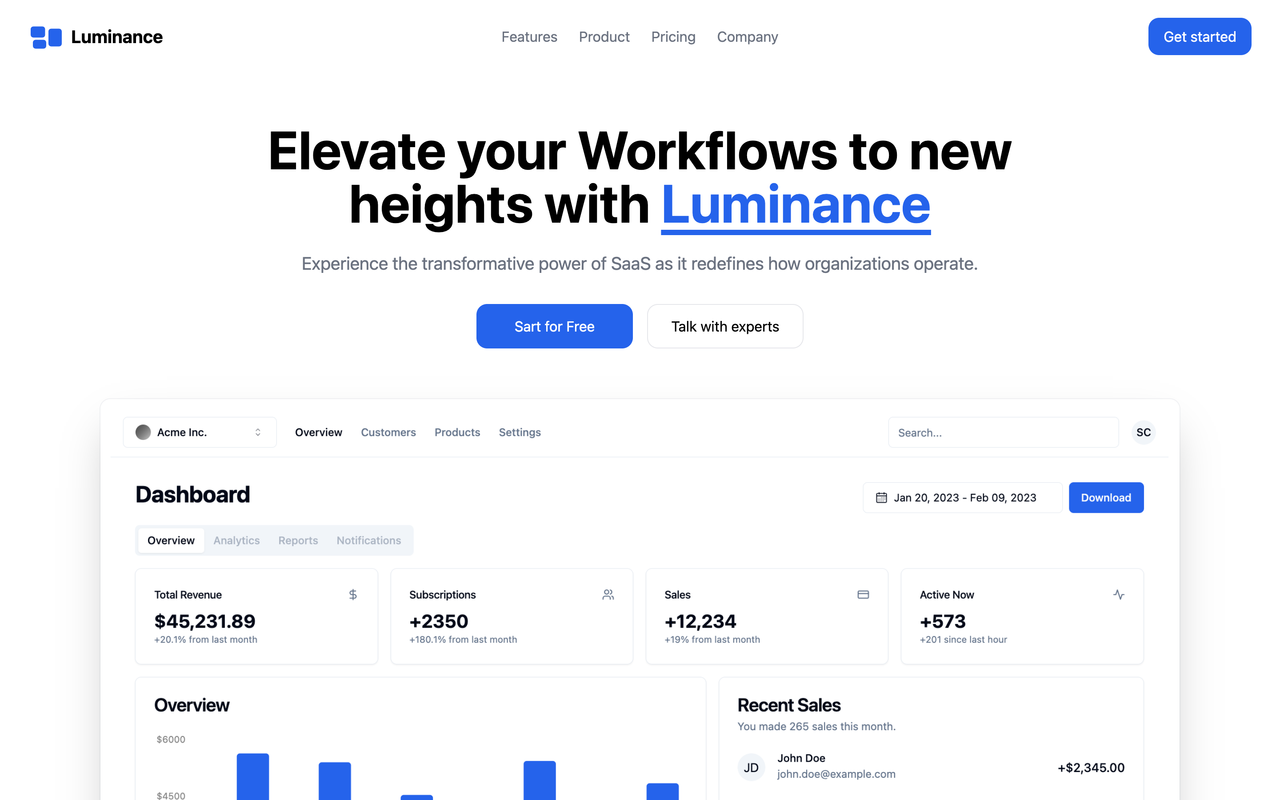 Luminance
Features Product Pricing Company
Get started
Elevate your Workflows to new
heights with Luminance
Experience the transformative power of SaaS as it redefines how organizations operate.
Sart for Free
Talk with experts
Acme Inc.
Overview Customers Products Settings
Search...
SC
Dashboard
Jan 20, 2023 - Feb 09, 2023
Download
Overview Analytics Reports Notifications
Total Revenue
$45,231.89
+20.1% from last month
Subscriptions
+2350
+180.1% from last month
Sales
+12,234
+19% from last month
Active Now
+573
+201 since last hour
Overview
$6000
$4500
Recent Sales
You made 265 sales this month.
JD
John Doe
john.doe@example.com
+$2,345.00